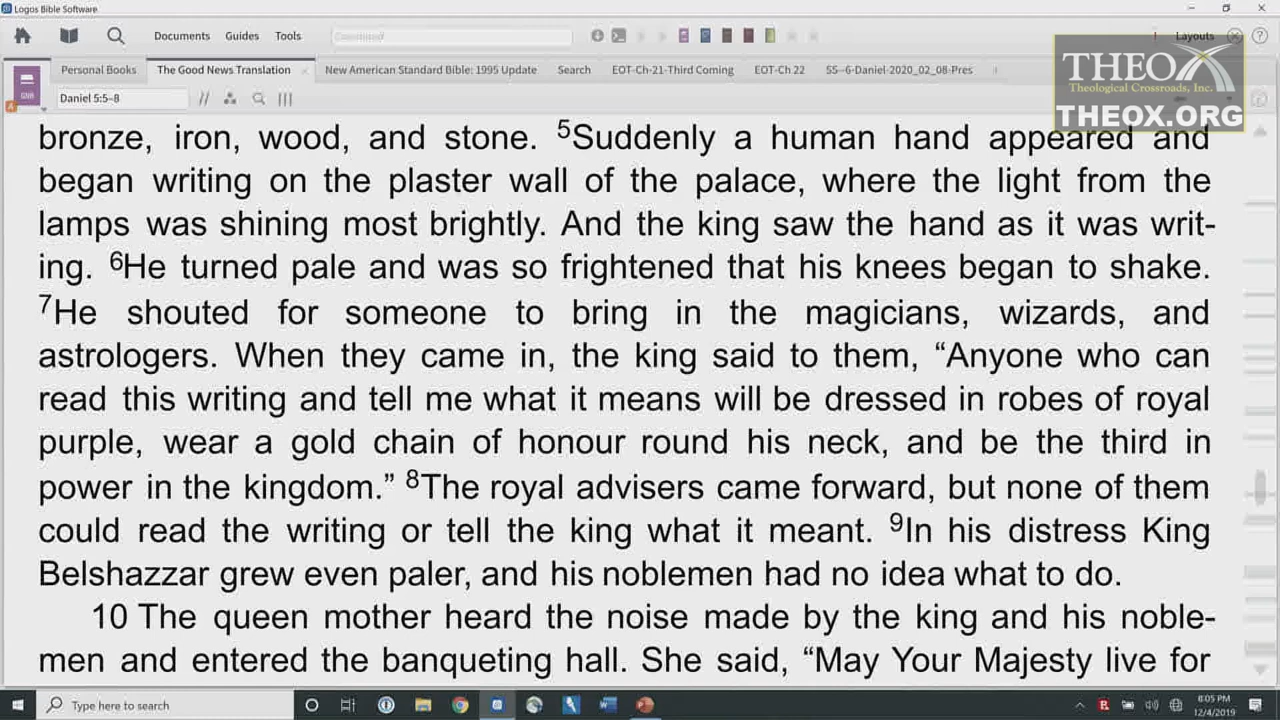 Logos Bible Software
Documents Guides Tools Command Layouts
Personal Books The Good News Translation New American Standard Bible: 1995 Update Search EOT-Ch-21-Third Coming EOT-Ch 22 SS--6-Daniel-2020_02_08-Pres
Daniel 5:5–8
THEOX
Theological Crossroads, Inc.
THEOX.ORG
bronze, iron, wood, and stone. 5Suddenly a human hand appeared and
began writing on the plaster wall of the palace, where the light from the
lamps was shining most brightly. And the king saw the hand as it was writ-
ing. 6He turned pale and was so frightened that his knees began to shake.
7He shouted for someone to bring in the magicians, wizards, and
astrologers. When they came in, the king said to them, “Anyone who can
read this writing and tell me what it means will be dressed in robes of royal
purple, wear a gold chain of honour round his neck, and be the third in
power in the kingdom.” 8The royal advisers came forward, but none of them
could read the writing or tell the king what it meant. 9In his distress King
Belshazzar grew even paler, and his noblemen had no idea what to do.
10 The queen mother heard the noise made by the king and his noble-
men and entered the banqueting hall. She said, “May Your Majesty live for
Type here to search
8:05 PM
12/4/2019